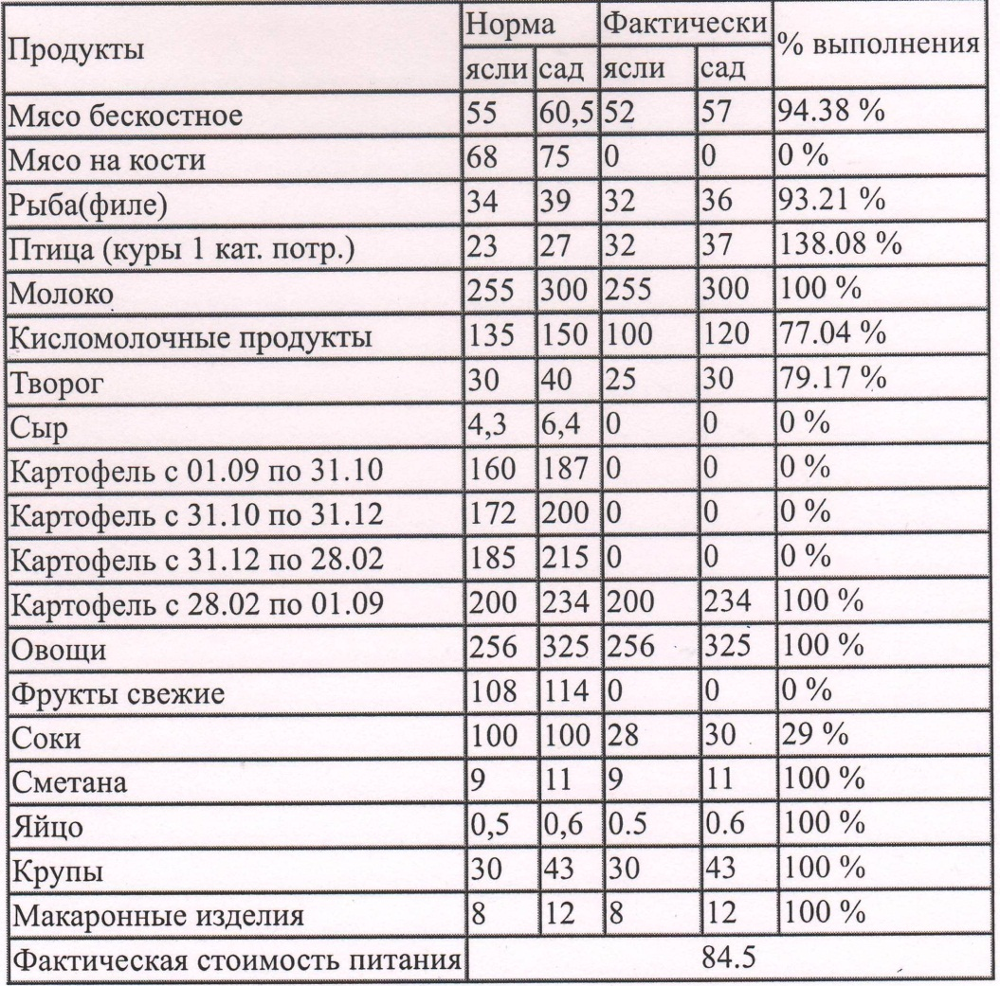 Продукты Норма Фактически % выполнения
ясли сад ясли сад
Мясо бескостное 55 60,5 52 57 94.38 %
Мясо на кости 68 75 0 0 0 %
Рыба(филе) 34 39 32 36 93.21 %
Птица (куры 1 кат. потр.) 23 27 32 37 138.08 %
Молоко 255 300 255 300 100 %
Кисломолочные продукты 135 150 100 120 77.04 %
Творог 30 40 25 30 79.17 %
Сыр 4,3 6,4 0 0 0 %
Картофель с 01.09 по 31.10 160 187 0 0 0 %
Картофель с 31.10 по 31.12 172 200 0 0 0 %
Картофель с 31.12 по 28.02 185 215 0 0 0 %
Картофель с 28.02 по 01.09 200 234 200 234 100 %
Овощи 256 325 256 325 100 %
Фрукты свежие 108 114 0 0 0 %
Соки 100 100 28 30 29 %
Сметана 9 11 9 11 100 %
Яйцо 0,5 0,6 0.5 0.6 100 %
Крупы 30 43 30 43 100 %
Макаронные изделия 8 12 8 12 100 %
Фактическая стоимость питания 84.5